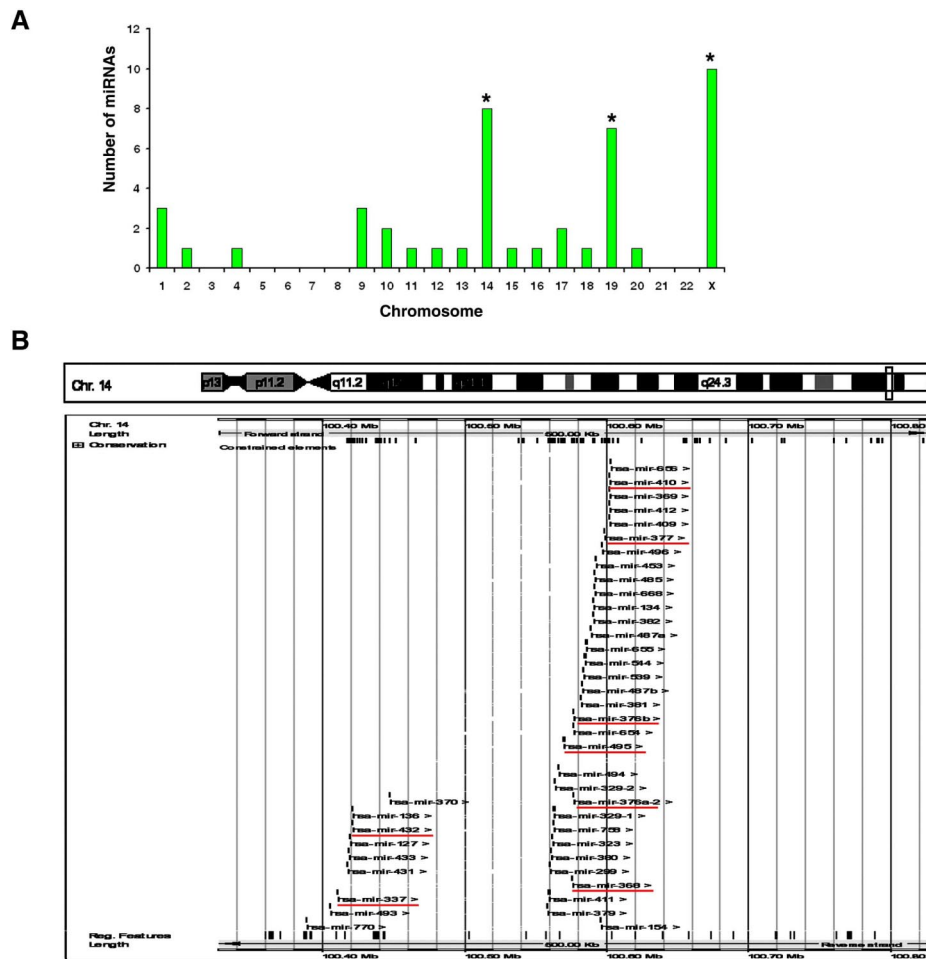 A
12
10
8
6
4
2
0
Number of miRNAs
*
*
*
1 2 3 4 5 6 7 8 9 10 11 12 13 14 15 16 17 18 19 20 21 22 X
Chromosome
B
Chr. 14
p13 p11.2 q11.2 q24.3
Chr. 14
Length
Conservation
100.40 Mb 100.50 Mb 100.60 Mb 100.70 Mb 100.80
Forward strand 500.00 Kb
Constrained elements
hsa-mir-656 >
hsa-mir-410 >
hsa-mir-369 >
hsa-mir-412 >
hsa-mir-409 >
hsa-mir-377 >
hsa-mir-496 >
hsa-mir-453 >
hsa-mir-485 >
hsa-mir-668 >
hsa-mir-134 >
hsa-mir-382 >
hsa-mir-487a >
hsa-mir-655 >
hsa-mir-544 >
hsa-mir-539 >
hsa-mir-487b >
hsa-mir-381 >
hsa-mir-376b >
hsa-mir-654 >
hsa-mir-495 >
hsa-mir-494 >
hsa-mir-329-2 >
hsa-mir-370 > hsa-mir-376a-2 >
hsa-mir-136 > hsa-mir-329-1 >
hsa-mir-432 > hsa-mir-758 >
hsa-mir-127 > hsa-mir-323 >
hsa-mir-433 > hsa-mir-380 >
hsa-mir-431 > hsa-mir-299 >
hsa-mir-368 >
hsa-mir-337 > hsa-mir-411 >
hsa-mir-493 > hsa-mir-379 >
hsa-mir-770 > hsa-mir-154 >
Reg. Features
Length
500.00 Kb Reverse strand
100.40 Mb 100.50 Mb 100.60 Mb 100.70 Mb 100.80